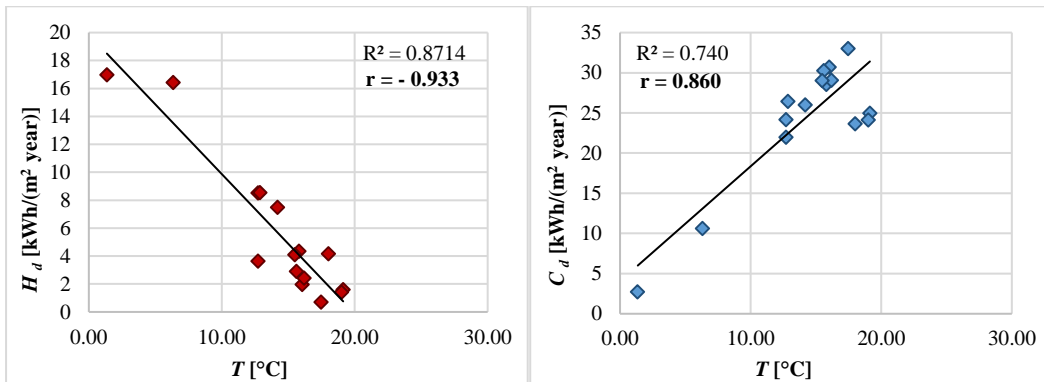 20
18
16
14
12
10
8
6
4
2
0
H d [kWh/(m² year)]
R² = 0.8714
r = - 0.933
0.00 10.00 20.00 30.00
T [°C]
35
30
25
20
15
10
5
0
C d [kWh/(m² year)]
R² = 0.740
r = 0.860
0.00 10.00 20.00 30.00
T [°C]